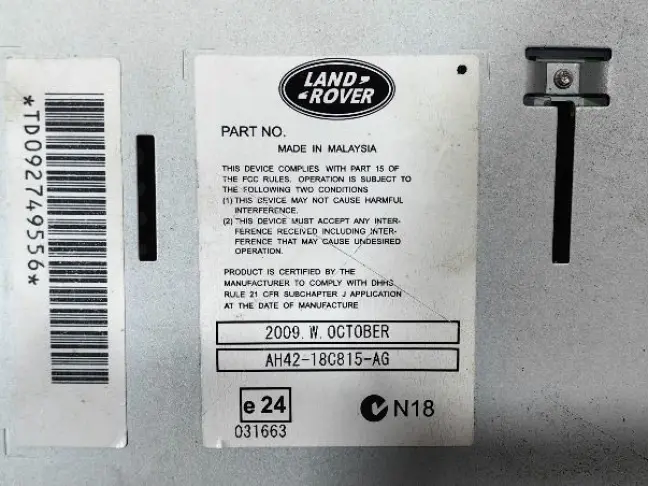 *TD092749556*
LAND
ROVER
PART NO.
MADE IN MALAYSIA
THIS DEVICE COMPLIES WITH PART 15 OF
THE FCC RULES. OPERATION IS SUBJECT TO
THE FOLLOWING TWO CONDITIONS
(1) THIS DEVICE MAY NOT CAUSE HARMFUL
INTERFERENCE.
(2) THIS DEVICE MUST ACCEPT ANY INTER-
FERENCE RECEIVED INCLUDING INTER-
FERENCE THAT MAY CAUSE UNDESIRED
OPERATION.
PRODUCT IS CERTIFIED BY THE
MANUFACTURER TO COMPLY WITH DHHS
RULE 21 CFR SUBCHAPTER J APPLICATION
AT THE DATE OF MANUFACTURE
2009. W. OCTOBER
AH42-18C815-AG
e 24
N18
031663